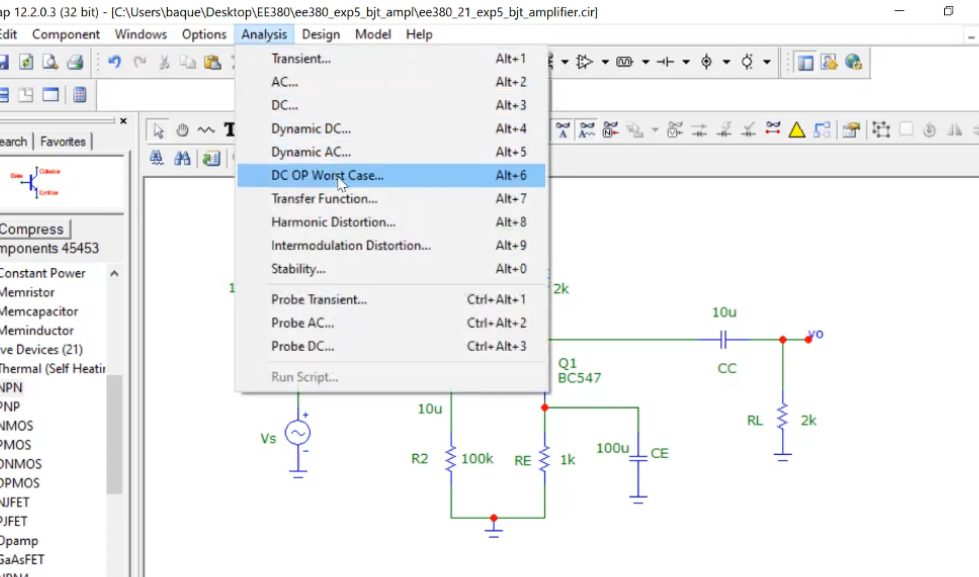 ap 12.2.0.3 (32 bit) - [C:\Users\baque\Desktop\EE380\ee380_exp5_bjt_ampl\ee380_21_exp5_bjt_amplifier.cir]
Edit Component Windows Options Analysis Design Model Help
Transient... Alt+1
AC... Alt+2
DC... Alt+3
Dynamic DC... Alt+4
Dynamic AC... Alt+5
DC OP Worst Case... Alt+6
Transfer Function... Alt+7
Harmonic Distortion... Alt+8
Intermodulation Distortion... Alt+9
Stability... Alt+0
Probe Transient... Ctrl+Alt+1
Probe AC... Ctrl+Alt+2
Probe DC... Ctrl+Alt+3
Run Script...
T
earch Favorites
Compress
mponents 45453
Constant Power
Memristor
Memcapacitor
Meminductor
ve Devices (21)
Thermal (Self Heatir
NPN
PNP
NMOS
PMOS
DNMOS
DPMOS
NJFET
PJFET
Opamp
GaAsFET
1
2k
10u
vo
CC
Q1
BC547
10u
Vs
R2 100k
RE 1k
100u CE
RL 2k